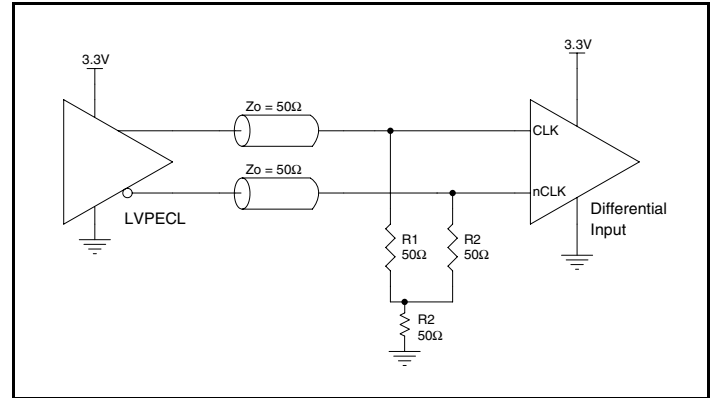 3.3V
3.3V
Zo = 50Ω
CLK
Zo = 50Ω
nCLK
LVPECL
Differential
Input
R1
50Ω
R2
50Ω
R2
50Ω